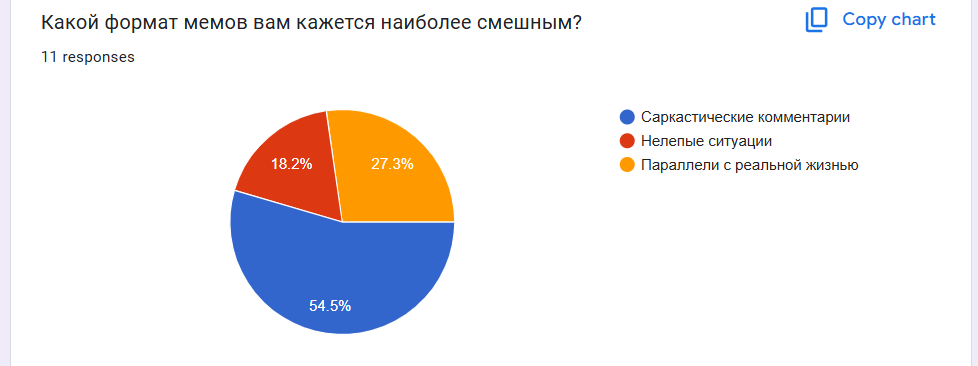 Какой формат мемов вам кажется наиболее смешным?
Copy chart
11 responses
Саркастические комментарии
Нелепые ситуации
Параллели с реальной жизнью
18.2%
27.3%
54.5%